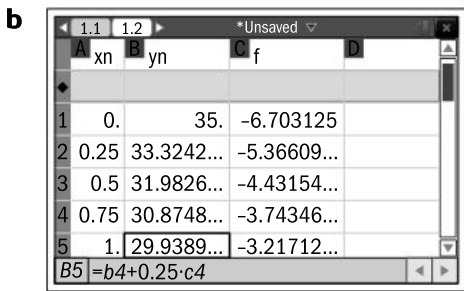 b
1.1 1.2 *Unsaved
A xn B yn C f D
1 0. 35. -6.703125
2 0.25 33.3242... -5.36609...
3 0.5 31.9826... -4.43154...
4 0.75 30.8748... -3.74346...
5 1. 29.9389... -3.21712...
B5 =b4+0.25·c4